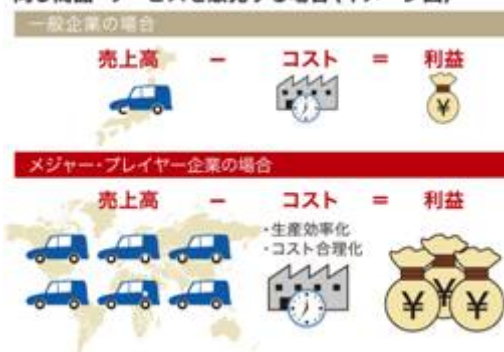 一般企業の場合
売上高 − コスト = 利益
¥
メジャー・プレイヤー企業の場合
売上高 − コスト = 利益
・生産効率化
・コスト合理化
¥ ¥ ¥